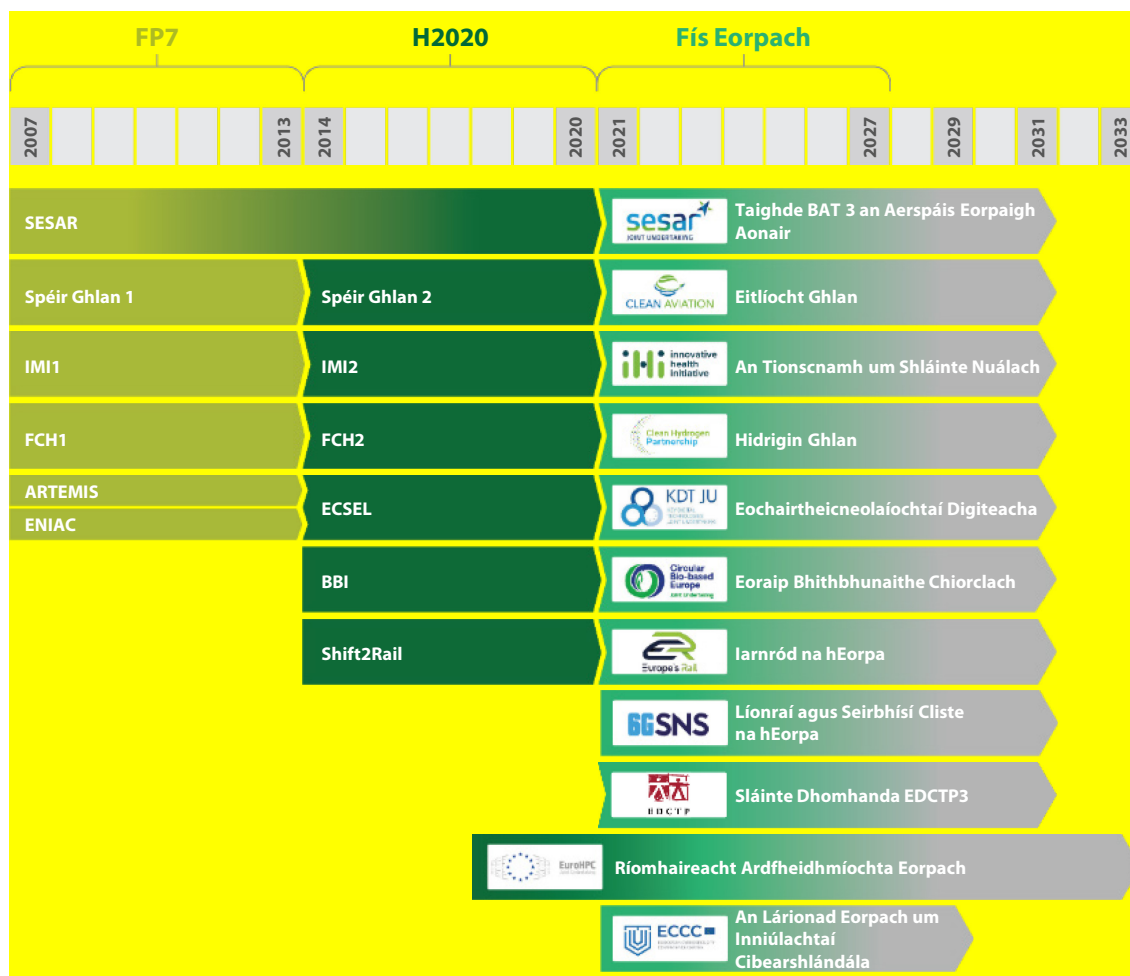 FP7
H2020
Fís Eorpach
2007
2013
2014
2020
2021
2027
2029
2031
2033
SESAR
sesar
JOINT UNDERTAKING
Taighde BAT 3 an Aerspáis Eorpaigh
Aonair
Spéir Ghlan 1
Spéir Ghlan 2
CLEAN AVIATION
Eitlíocht Ghlan
IMI1
IMI2
iHi
innovative
health
initiative
An Tionscnamh um Shláinte Nuálach
FCH1
FCH2
Clean Hydrogen
Partnership
Hidrigin Ghlan
ARTEMIS
ENIAC
ECSEL
KDT JU
Eochairtheicneolaíochtaí Digiteacha
BBI
Circular
Bio-based
Europe
Joint Undertaking
Eoraip Bhithbhunaithe Chiorclach
Shift2Rail
Europe's Rail
Iarnród na hEorpa
6GSNS
Líonraí agus Seirbhísí Cliste
na hEorpa
EDCTP
Sláinte Dhomhanda EDCTP3
EuroHPC
Ríomhaireacht Ardfheidhmíochta Eorpach
ECCC
An Lárionad Eorpach um
Inniúlachtaí
Cibearshlándála